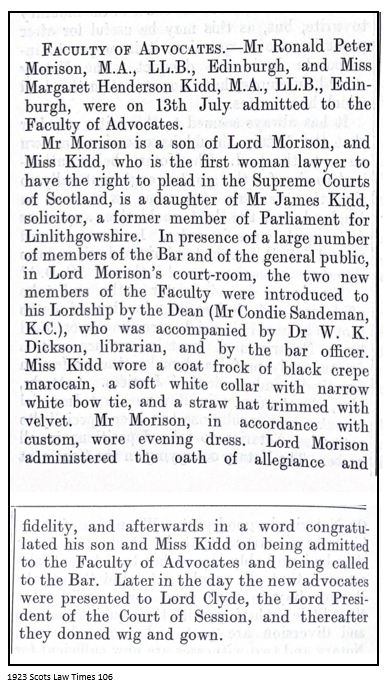 FACULTY OF ADVOCATES.—Mr Ronald Peter
Morison, M.A., LL.B., Edinburgh, and Miss
Margaret Henderson Kidd, M.A., LL.B., Edin-
burgh, were on 13th July admitted to the
Faculty of Advocates.
Mr Morison is a son of Lord Morison, and
Miss Kidd, who is the first woman lawyer to
have the right to plead in the Supreme Courts
of Scotland, is a daughter of Mr James Kidd,
solicitor, a former member of Parliament for
Linlithgowshire. In presence of a large number
of members of the Bar and of the general public,
in Lord Morison's court-room, the two new
members of the Faculty were introduced to
his Lordship by the Dean (Mr Condie Sandeman,
K.C.), who was accompanied by Dr W. K.
Dickson, librarian, and by the bar officer.
Miss Kidd wore a coat frock of black crepe
marocain, a soft white collar with narrow
white bow tie, and a straw hat trimmed with
velvet. Mr Morison, in accordance with
custom, wore evening dress. Lord Morison
administered the oath of allegiance and
fidelity, and afterwards in a word congratu-
lated his son and Miss Kidd on being admitted
to the Faculty of Advocates and being called
to the Bar. Later in the day the new advocates
were presented to Lord Clyde, the Lord Presi-
dent of the Court of Session, and thereafter
they donned wig and gown.
1923 Scots Law Times 106